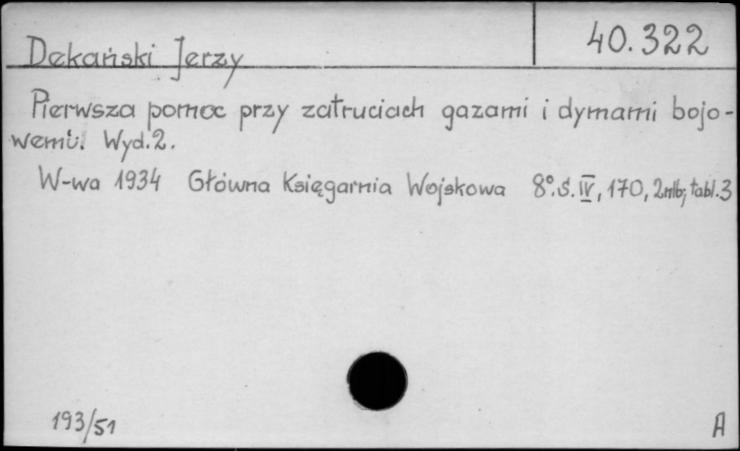 40.322
Dekański Jerzy
Pierwsza pomoc przy zatruciach gazami i dymami bojo-
wemi. Wyd.2.
W-wa 1934 Główna Księgarnia Wojskowa 8°.S.IV, 170, 2nlb; tabl.3
193/51
A